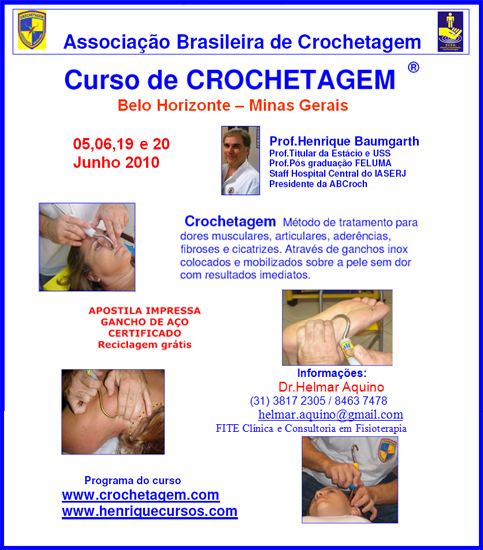 Associação Brasileira de Crochetagem
Curso de CROCHETAGEM ®
Belo Horizonte – Minas Gerais
05,06,19 e 20
Junho 2010
Prof.Henrique Baumgarth
Prof.Titular da Estácio e USS
Prof.Pós graduação FELUMA
Staff Hospital Central do IASERJ
Presidente da ABCroch
Crochetagem Método de tratamento para
dores musculares, articulares, aderências,
fibroses e cicatrizes. Através de ganchos inox
colocados e mobilizados sobre a pele sem dor
com resultados imediatos.
APOSTILA IMPRESSA
GANCHO DE AÇO
CERTIFICADO
Reciclagem grátis
Informações:
Dr.Helmar Aquino
(31) 3817 2305 / 8463 7478
helmar.aquino@gmail.com
FITE Clínica e Consultoria em Fisioterapia
Programa do curso
www.crochetagem.com
www.henriquecursos.com